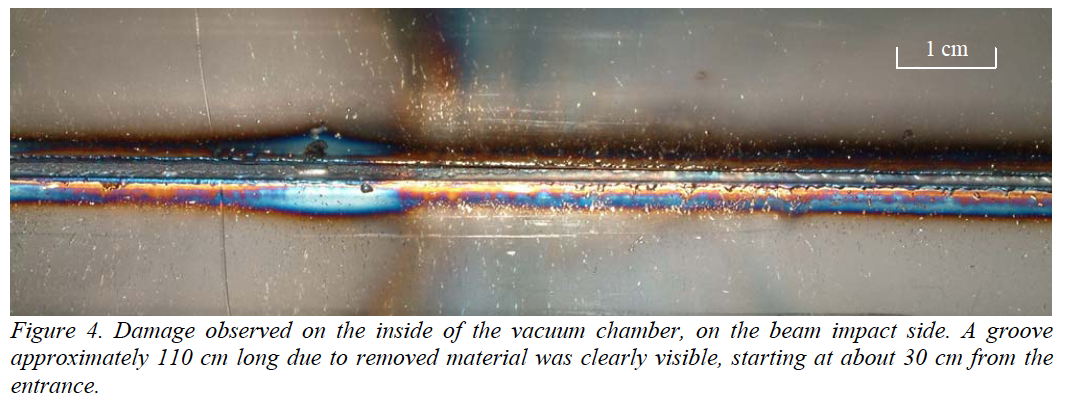 1 cm
Figure 4. Damage observed on the inside of the vacuum chamber, on the beam impact side. A groove
approximately 110 cm long due to removed material was clearly visible, starting at about 30 cm from the
entrance.